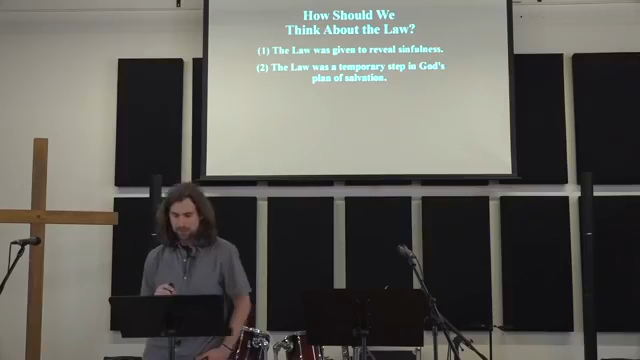 How Should We
Think About the Law?
(1) The Law was given to reveal sinfulness.
(2) The Law was a temporary step in God's
plan of salvation.